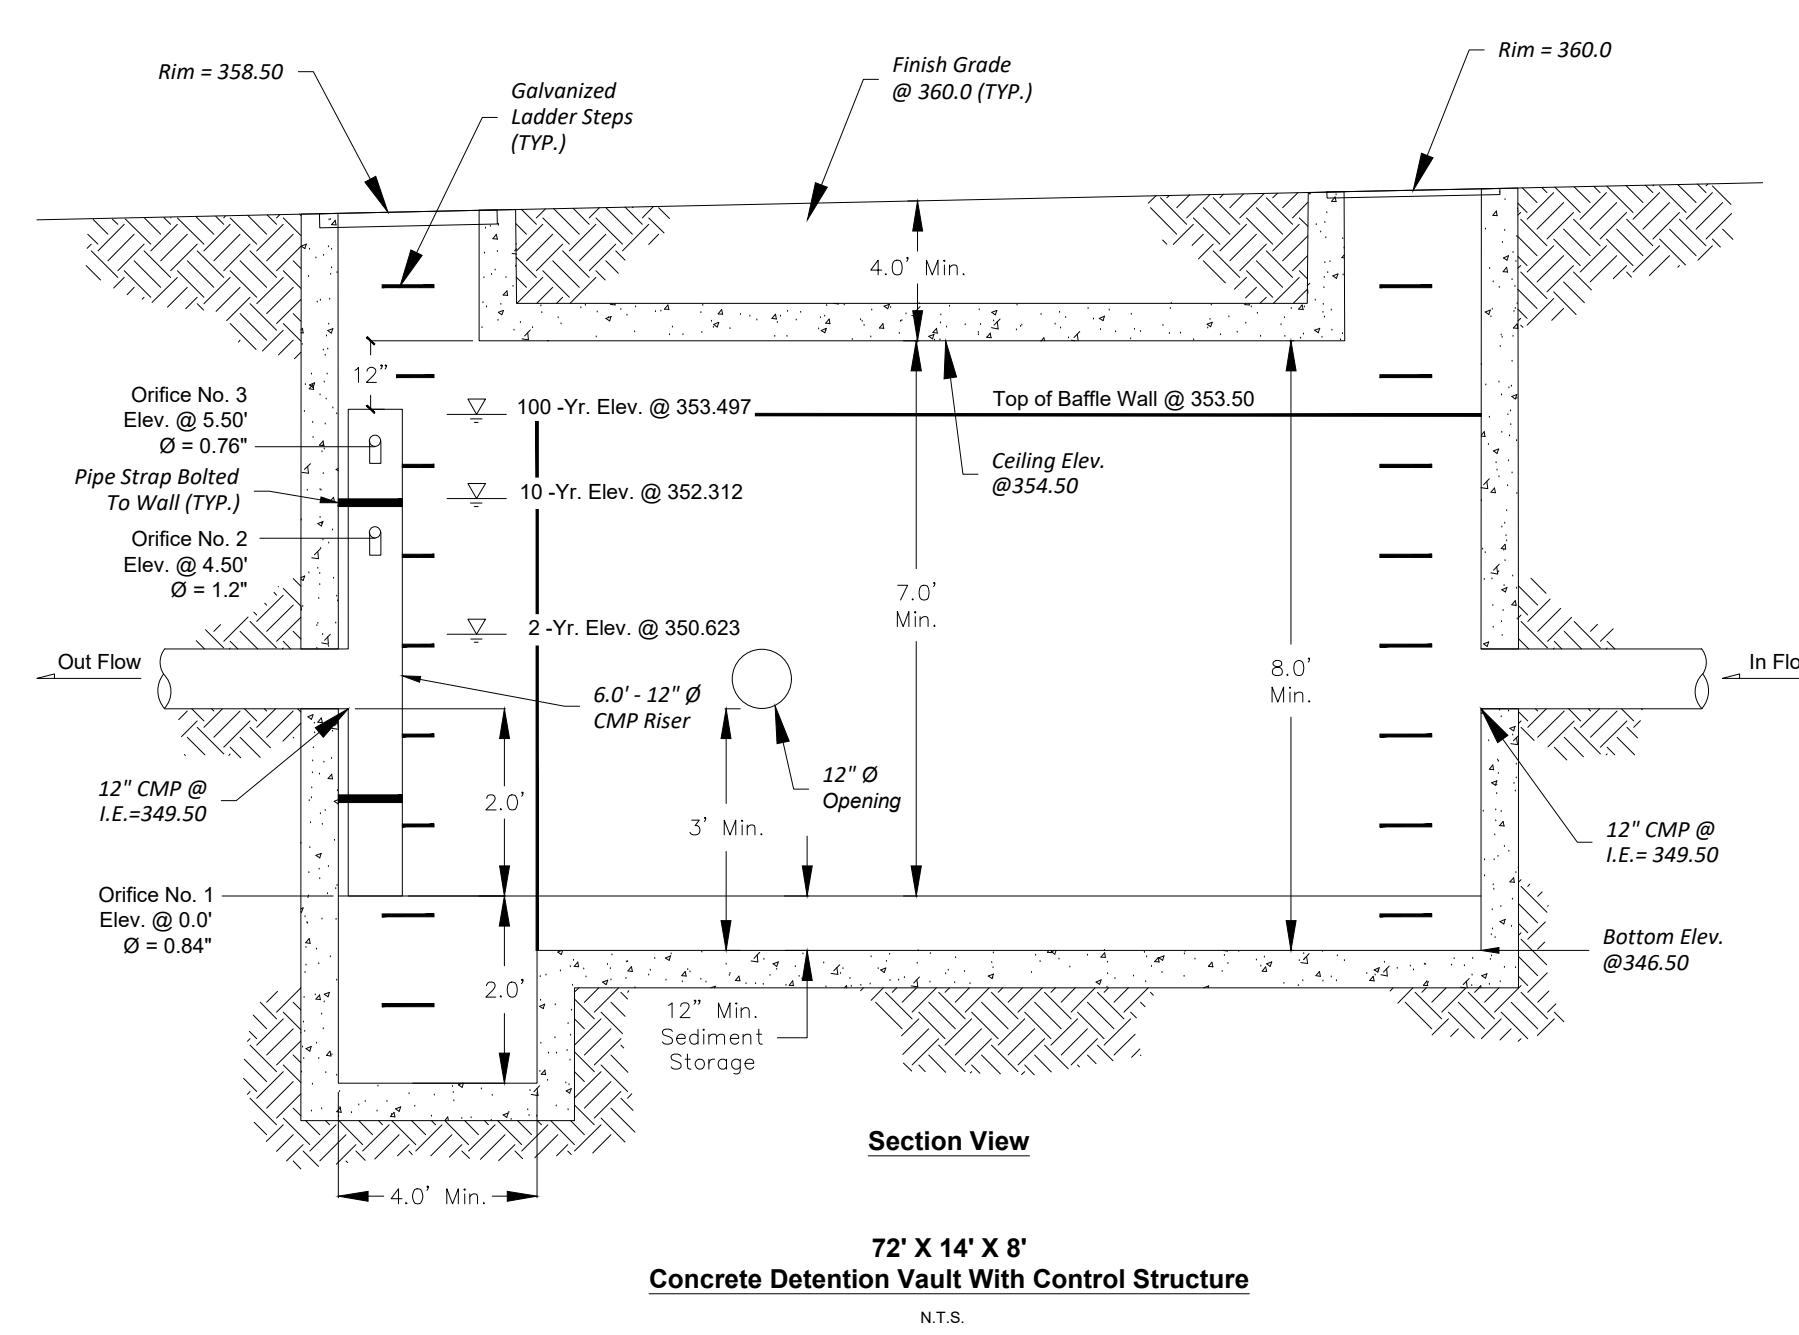 Rim = 358.50
Galvanized
Ladder Steps
(TYP.)
Finish Grade
@ 360.0 (TYP.)
Rim = 360.0
4.0' Min.
12"
Orifice No. 3
Elev. @ 5.50'
Ø = 0.76"
100 -Yr. Elev. @ 353.497
Top of Baffle Wall @ 353.50
Ceiling Elev.
@354.50
Pipe Strap Bolted
To Wall (TYP.)
10 -Yr. Elev. @ 352.312
Orifice No. 2
Elev. @ 4.50'
Ø = 1.2"
7.0'
Min.
2 -Yr. Elev. @ 350.623
Out Flow
8.0'
Min.
In Flo
6.0' - 12" Ø
CMP Riser
12" CMP @
I.E.=349.50
2.0'
3' Min.
12" Ø
Opening
12" CMP @
I.E.= 349.50
Orifice No. 1
Elev. @ 0.0'
Ø = 0.84"
Bottom Elev.
@346.50
2.0'
12" Min.
Sediment
Storage
4.0' Min.
Section View
72' X 14' X 8'
Concrete Detention Vault With Control Structure
N.T.S.